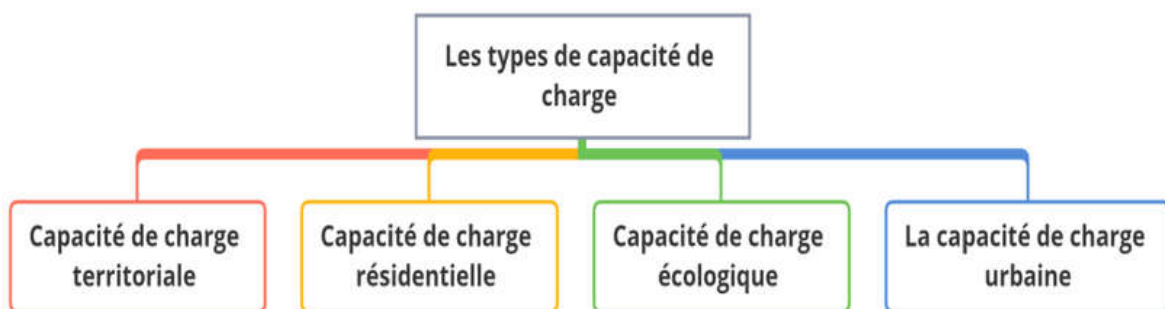 Les types de capacité de
charge
Capacité de charge
territoriale
Capacité de charge
résidentielle
Capacité de charge
écologique
La capacité de charge
urbaine